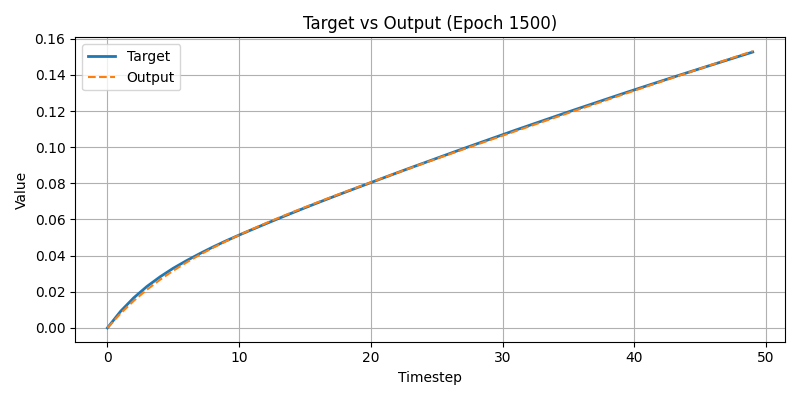 Target vs Output (Epoch 1500)
Target
Output
Value
0.16
0.14
0.12
0.10
0.08
0.06
0.04
0.02
0.00
0 10 20 30 40 50
Timestep